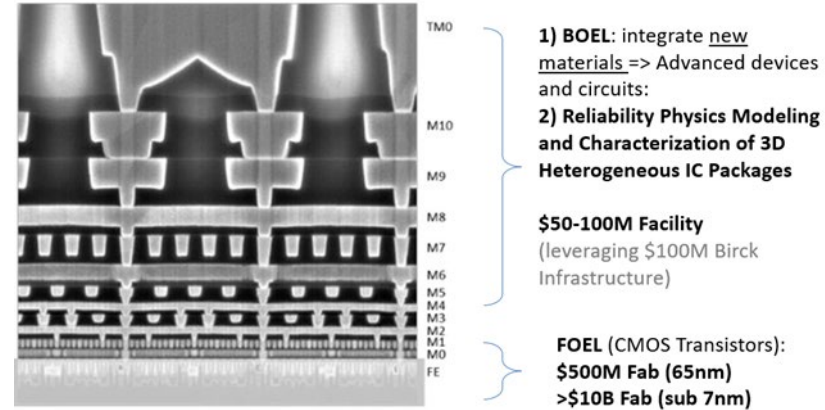 TM0
M10
M9
M8
M7
M6
M5
M4
M3
M2
M1
M0
FE
1) BOEL: integrate new
materials => Advanced devices
and circuits:
2) Reliability Physics Modeling
and Characterization of 3D
Heterogeneous IC Packages
$50-100M Facility
(leveraging $100M Birck
Infrastructure)
FOEL (CMOS Transistors):
$500M Fab (65nm)
>$10B Fab (sub 7nm)